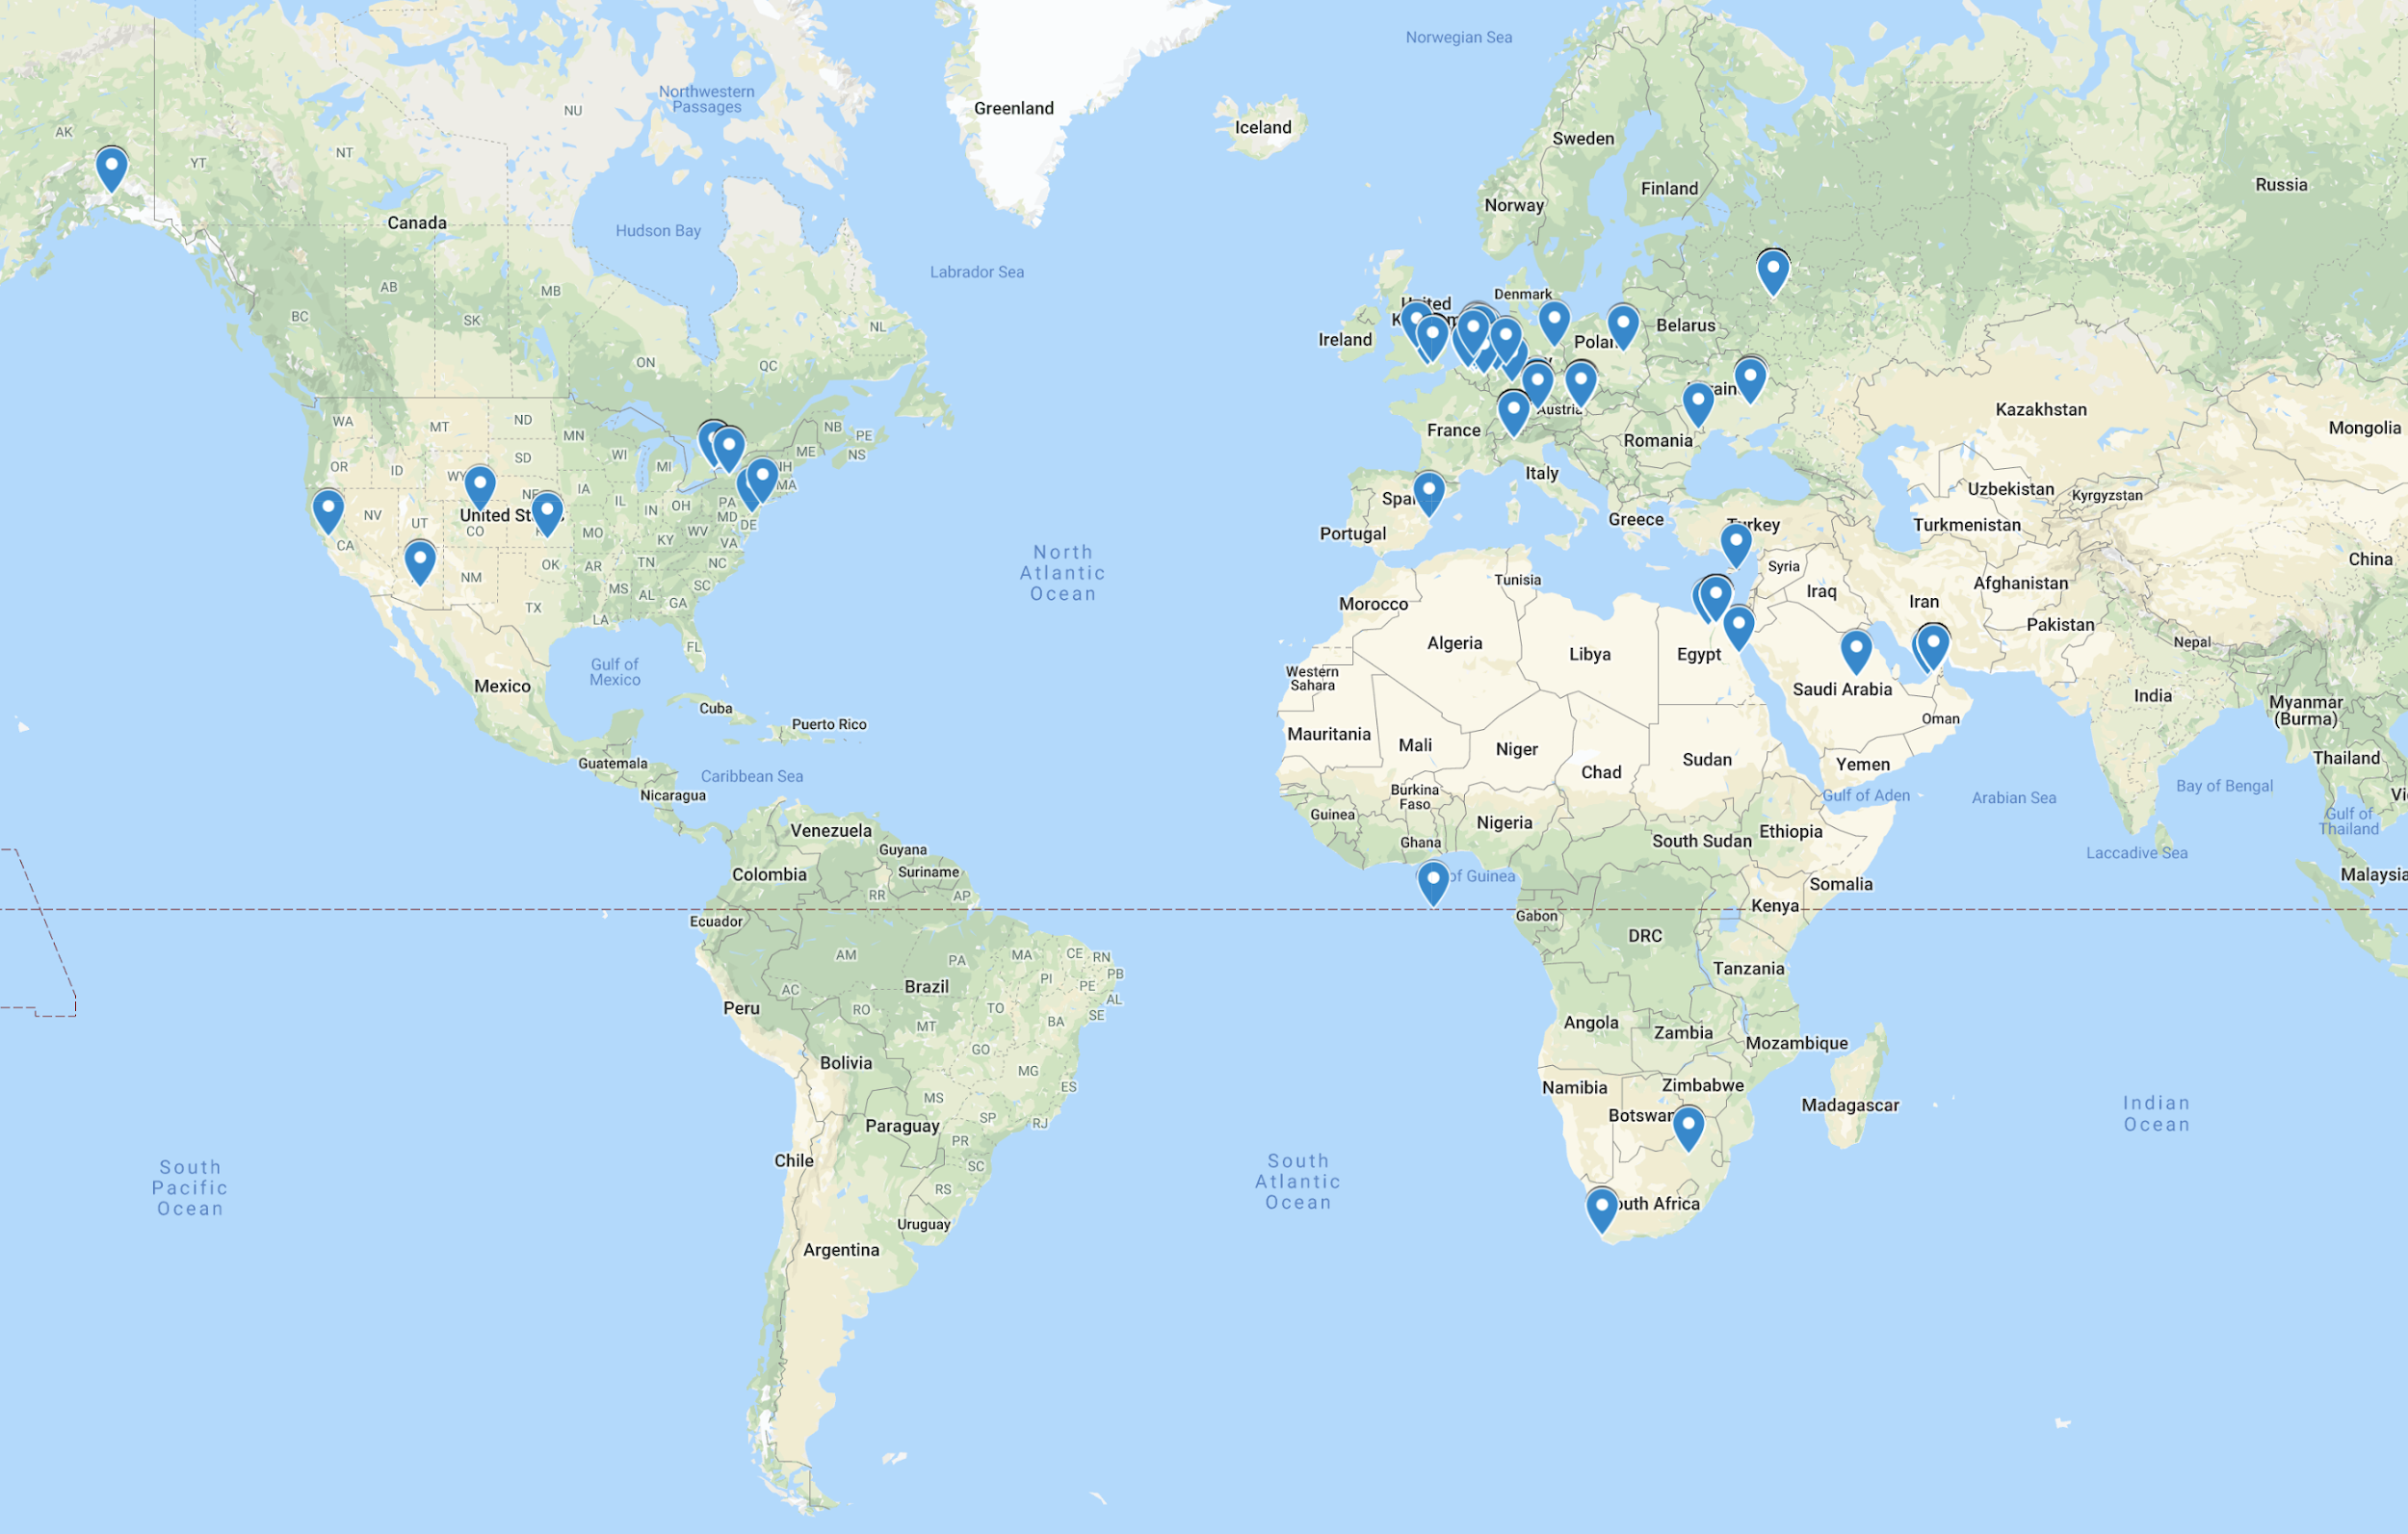 Norwegian Sea
Northwestern
Passages
Greenland
NU
Iceland
AK
Sweden
NT
YT
Russia
Finland
Norway
Canada
Hudson Bay
Labrador Sea
AB
MB
Denmark
United
BC
SK
NL
Belarus
Ireland
ON
QC
Austria
Kazakhstan
WA
MT
ND
NB
PE
MN
Mongolia
France
Romania
WI
ME
NS
OR
ID
SD
MI
NH
Italy
WY
MA
IA
Uzbekistan
Kyrgyzstan
IL
IN
OH
PA
NV
UT
MD
DE
Greece
Turkey
Turkmenistan
CO
MO
WV
Portugal
KY
VA
CA
North
Atlantic
Ocean
China
OK
AR
TN
NC
Syria
NM
Tunisia
Afghanistan
MS
AL
SC
Iraq
GA
Iran
TX
Morocco
LA
Pakistan
FL
Algeria
Nepal
Libya
Egypt
Gulf of
Mexico
Western
Sahara
Mexico
Saudi Arabia
India
Myanmar
(Burma)
Cuba
Oman
Puerto Rico
Mauritania
Mali
Niger
Sudan
Thailand
Guatemala
Yemen
Chad
Caribbean Sea
Bay of Bengal
Burkina
Faso
Nicaragua
Gulf of Aden
Arabian Sea
Guinea
Nigeria
Gulf of
Thailand
Venezuela
Ethiopia
Ghana
South Sudan
Guyana
Laccadive Sea
Suriname
Colombia
of Guinea
Malaysia
Somalia
RR
AP
Kenya
Ecuador
Gabon
DRC
AM
PA
MA
CE
RN
Tanzania
PB
PI
Brazil
PE
AC
AL
Peru
RO
TO
SE
BA
Angola
MT
Zambia
Mozambique
GO
Bolivia
MG
Zimbabwe
ES
Namibia
MS
Madagascar
Indian
Ocean
SP
Paraguay
RJ
PR
Chile
SC
South
Pacific
Ocean
South
Atlantic
Ocean
RS
Uruguay
Argentina